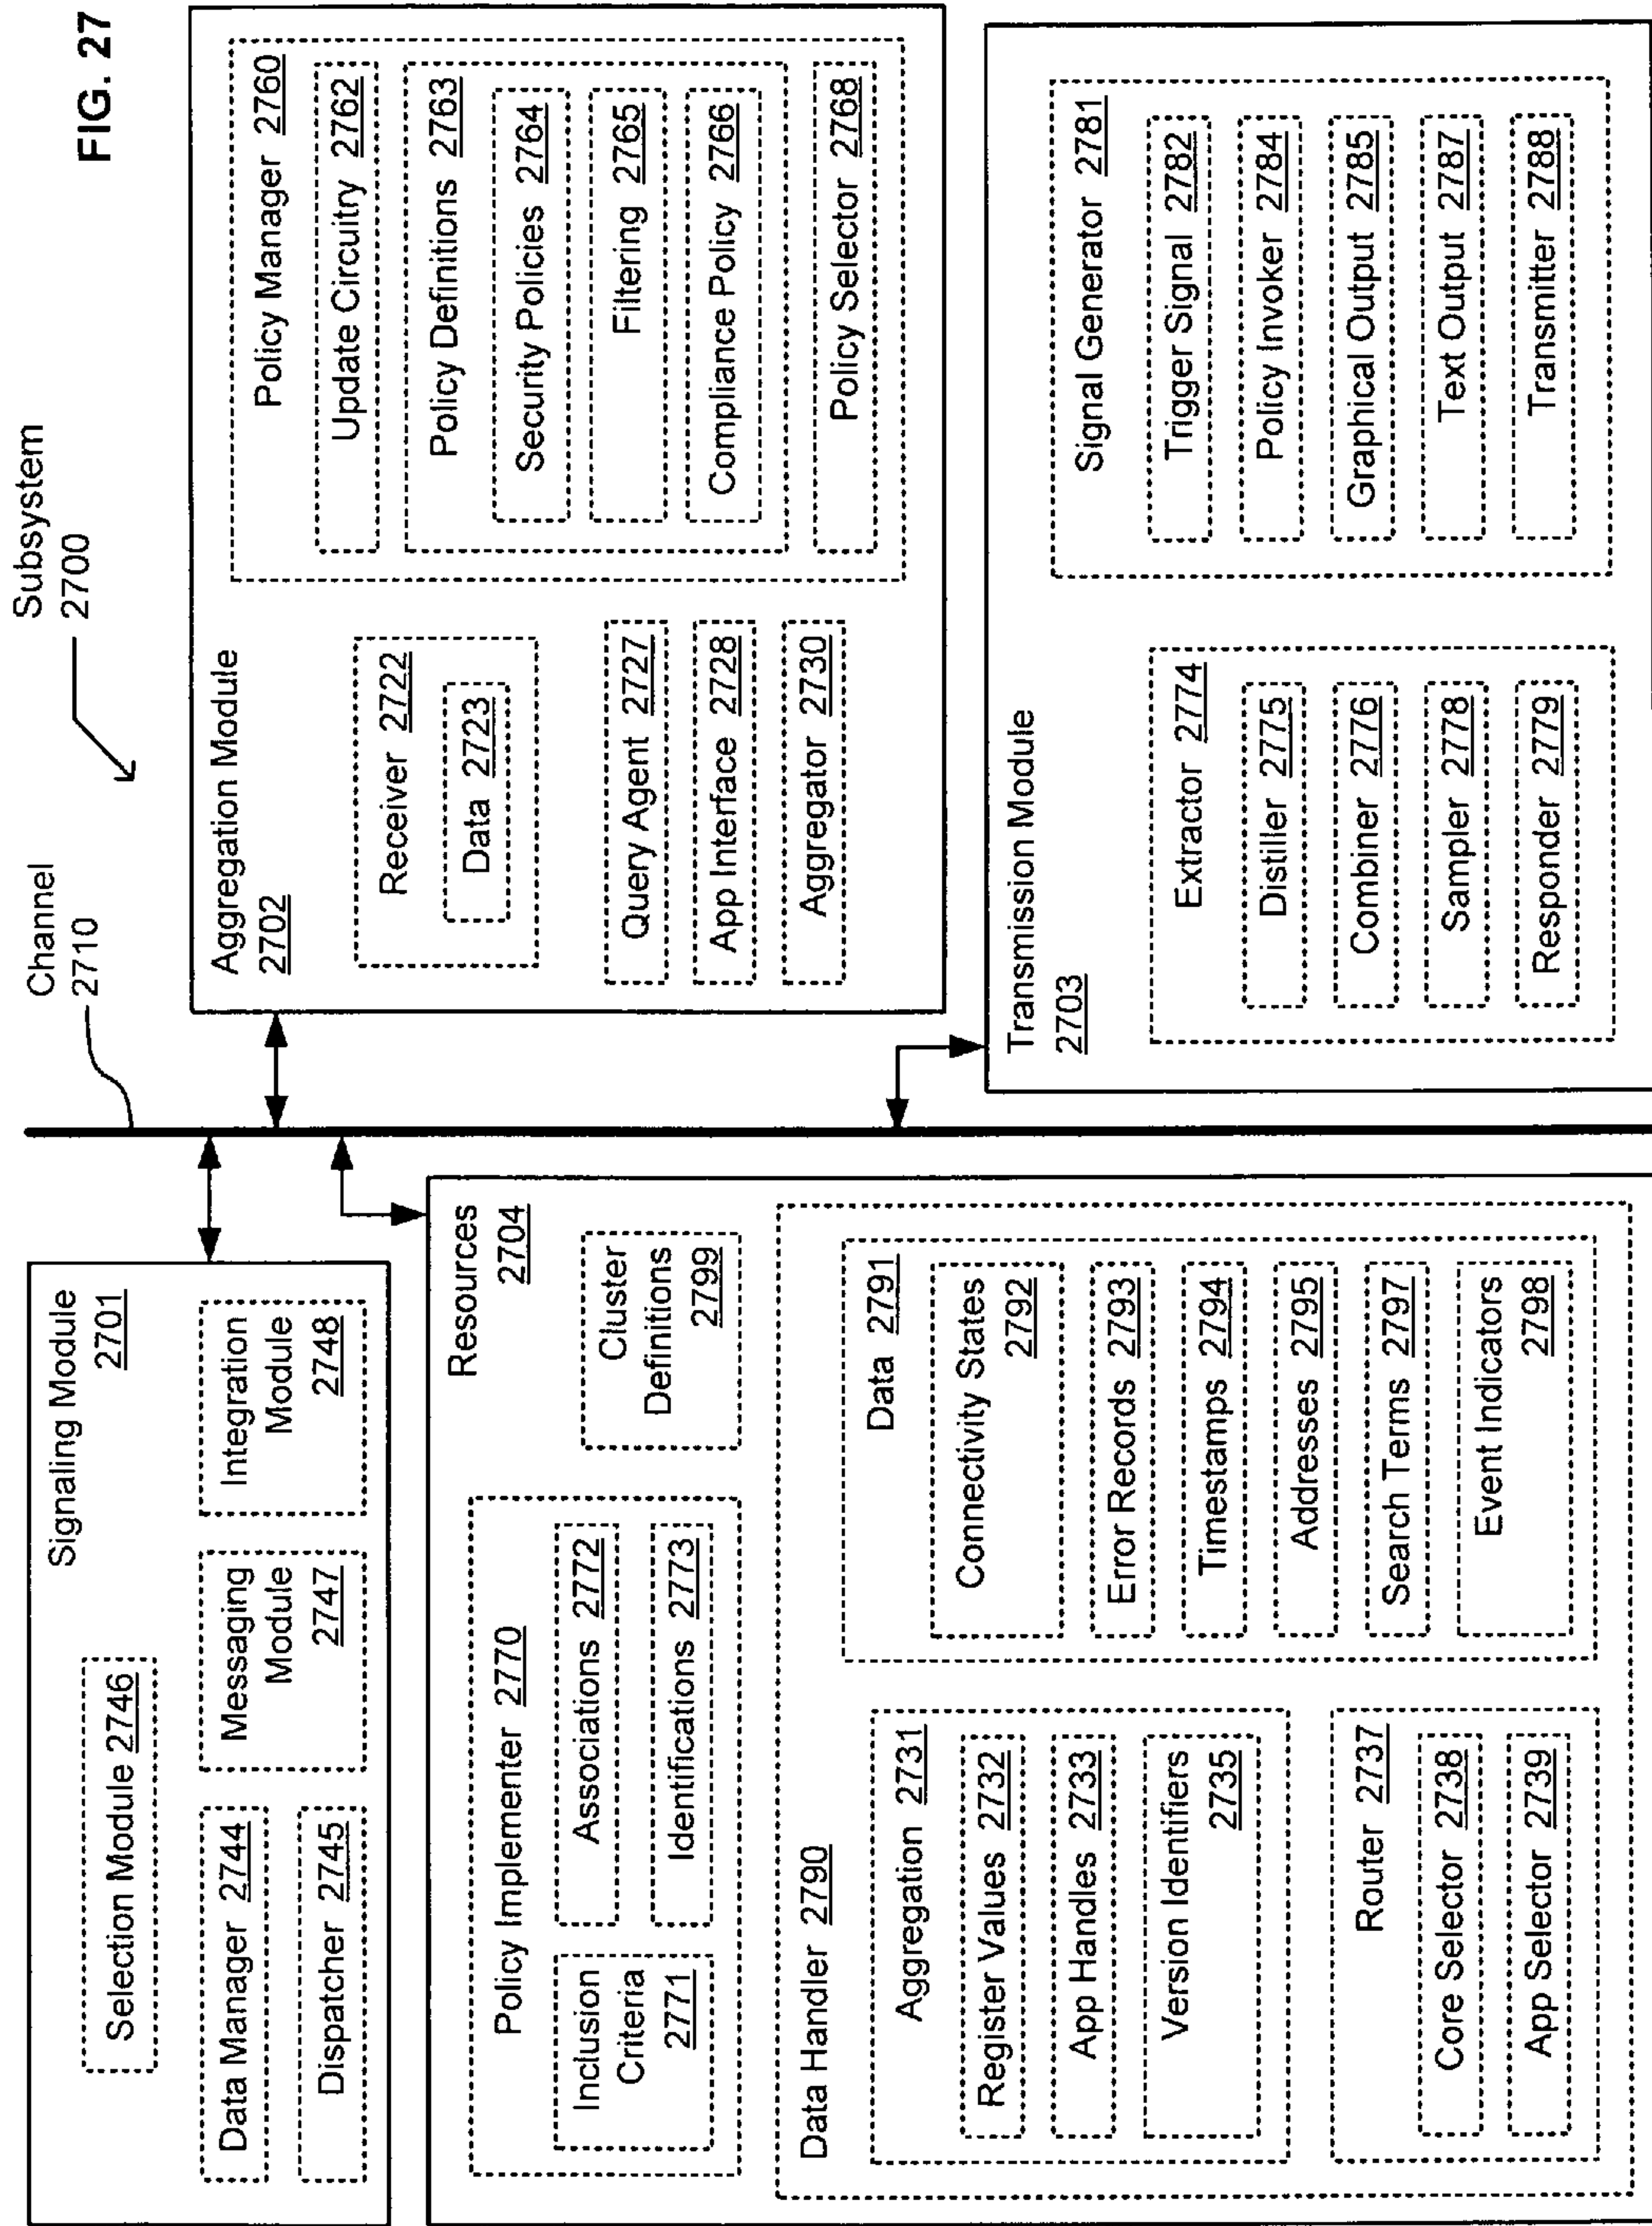 FIG. 27
Subsystem
2700
Channel
2710
Signaling Module
2701
Selection Module 2746
Data Manager 2744
Dispatcher 2745
Messaging
Module
2747
Integration
Module
2748
Aggregation Module
2702
Receiver 2722
Data 2723
Query Agent 2727
App Interface 2728
Aggregator 2730
Policy Manager 2760
Update Circuitry 2762
Policy Definitions 2763
Security Policies 2764
Filtering 2765
Compliance Policy 2766
Policy Selector 2768
Resources
2704
Policy Implementer 2770
Inclusion
Criteria
2771
Associations 2772
Identifications 2773
Cluster
Definitions
2799
Data Handler 2790
Aggregation 2731
Register Values 2732
App Handles 2733
Version Identifiers
2735
Router 2737
Core Selector 2738
App Selector 2739
Data 2791
Connectivity States
2792
Error Records 2793
Timestamps 2794
Addresses 2795
Search Terms 2797
Event Indicators
2798
Transmission Module
2703
Extractor 2774
Distiller 2775
Combiner 2776
Sampler 2778
Responder 2779
Signal Generator 2781
Trigger Signal 2782
Policy Invoker 2784
Graphical Output 2785
Text Output 2787
Transmitter 2788